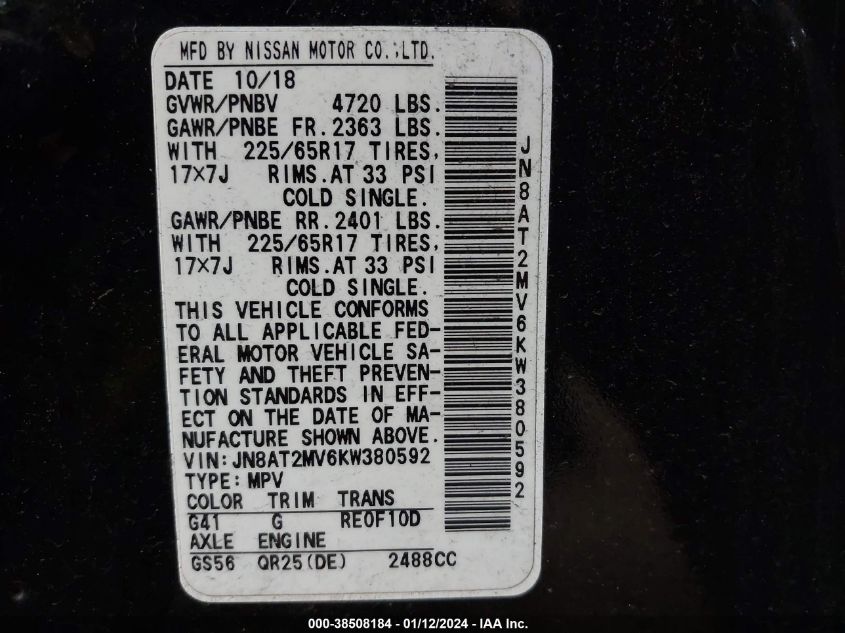 MFD BY NISSAN MOTOR CO.,LTD.
DATE 10/18
GVWR/PNBV 4720 LBS.
GAWR/PNBE FR.2363 LBS.
WITH 225/65R17 TIRES,
17×7J RIMS.AT 33 PSI
COLD SINGLE.
GAWR/PNBE RR.2401 LBS.
WITH 225/65R17 TIRES,
17×7J RIMS.AT 33 PSI
COLD SINGLE.
THIS VEHICLE CONFORMS
TO ALL APPLICABLE FED-
ERAL MOTOR VEHICLE SA-
FETY AND THEFT PREVEN-
TION STANDARDS IN EFF-
ECT ON THE DATE OF MA-
NUFACTURE SHOWN ABOVE.
VIN:JN8AT2MV6KW380592
TYPE:MPV
COLOR TRIM TRANS
G41 G RE0F10D
AXLE ENGINE
GS56 QR25(DE) 2488CC
JN8AT2MV6KW380592
000-38508184 - 01/12/2024 - IAA Inc.